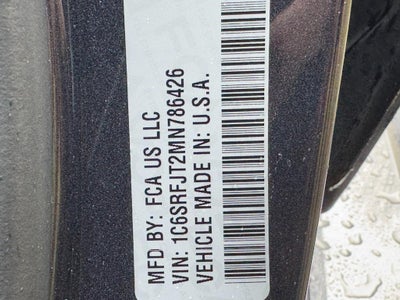 MFD BY: FCA US LLC
VIN: 1C6SRFJT2MN786426
VEHICLE MADE IN: U.S.A.